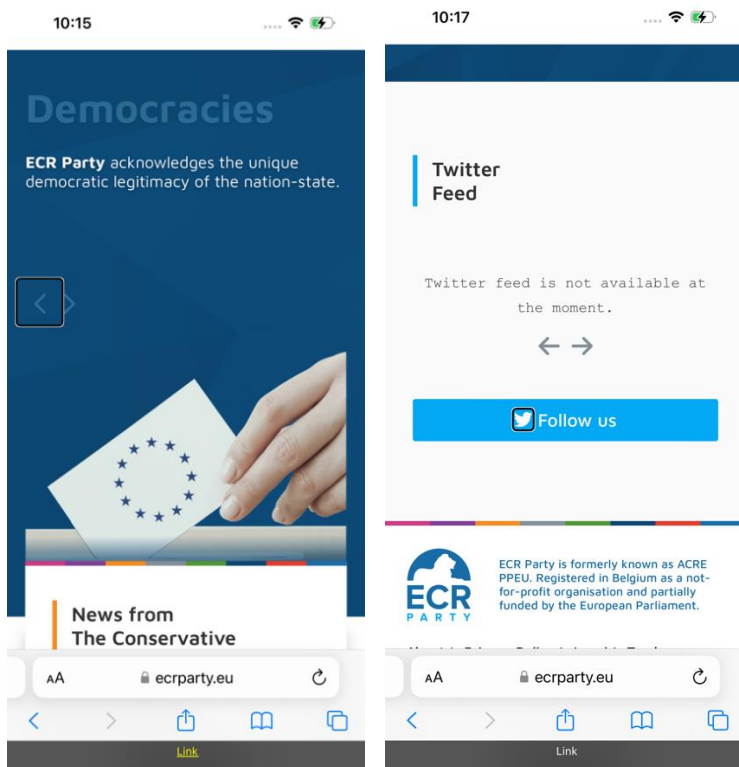 10:15
Democracies
ECR Party acknowledges the unique
democratic legitimacy of the nation-state.
News from
The Conservative
AA ecrparty.eu
Link
10:17
Twitter
Feed
Twitter feed is not available at
the moment.
Follow us
ECR
PARTY
ECR Party is formerly known as ACRE
PPEU. Registered in Belgium as a not-
for-profit organisation and partially
funded by the European Parliament.
AA ecrparty.eu
Link